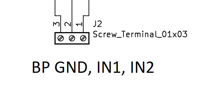 3
2
1
J2
Screw_Terminal_01x03
BP GND, IN1, IN2